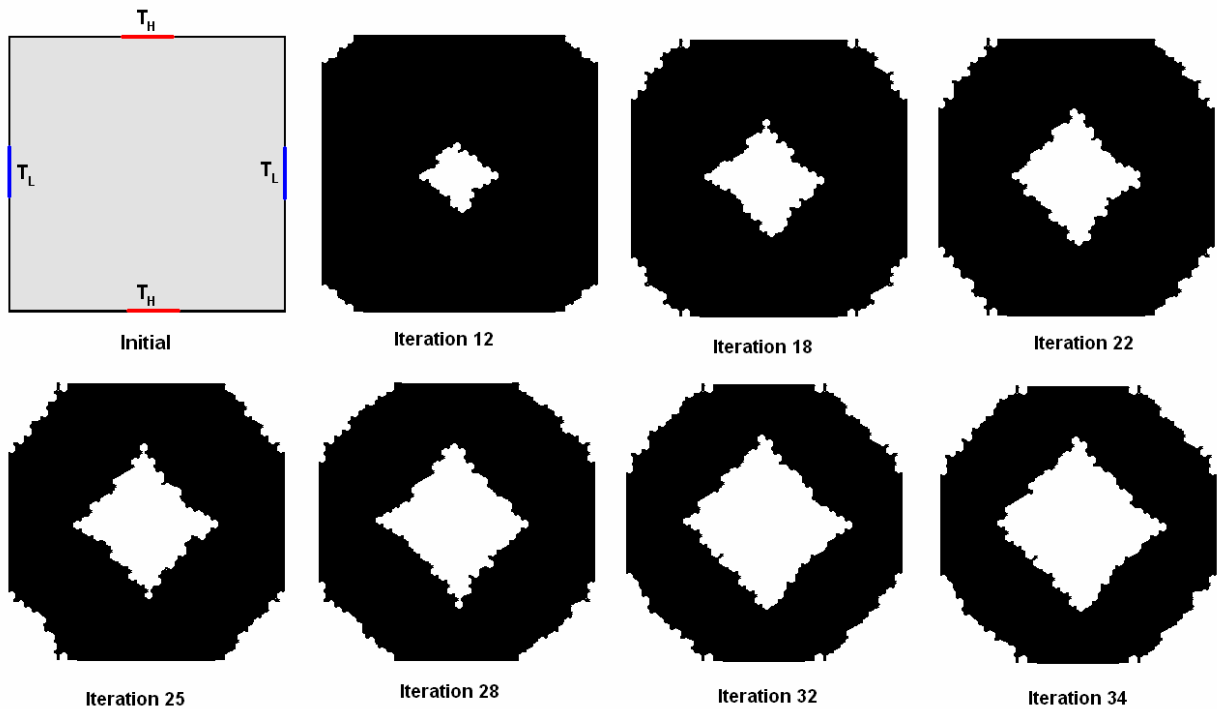 T_H
T_L
T_L
T_H
Initial
Iteration 12
Iteration 18
Iteration 22
Iteration 25
Iteration 28
Iteration 32
Iteration 34